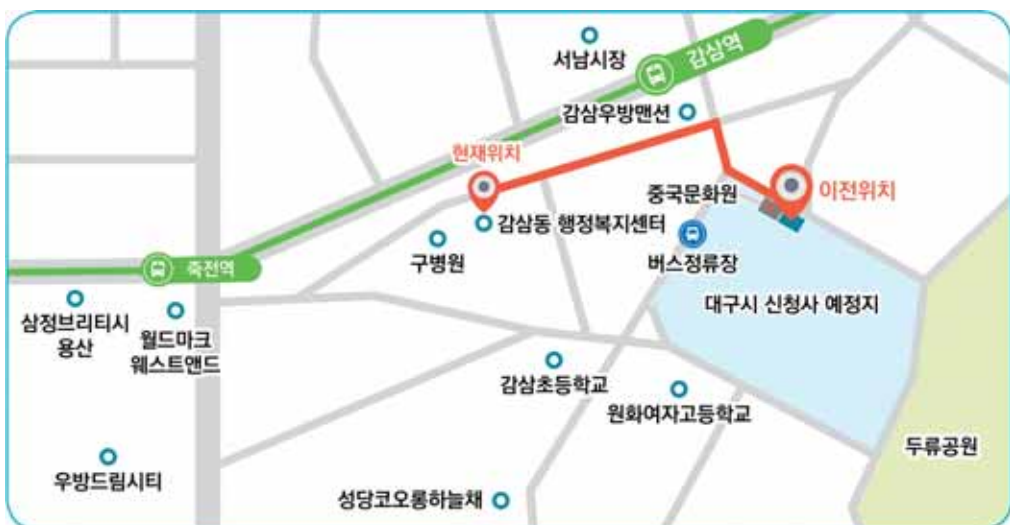 서남시장
감삼역
감삼우방맨션
현재위치
중국문화원
이전위치
감삼동 행정복지센터
구병원
버스정류장
죽전역
대구시 신청사 예정지
삼정브리티시
용산
월드마크
웨스트앤드
감삼초등학교
원화여자고등학교
두류공원
우방드림시티
성당코오롱하늘채